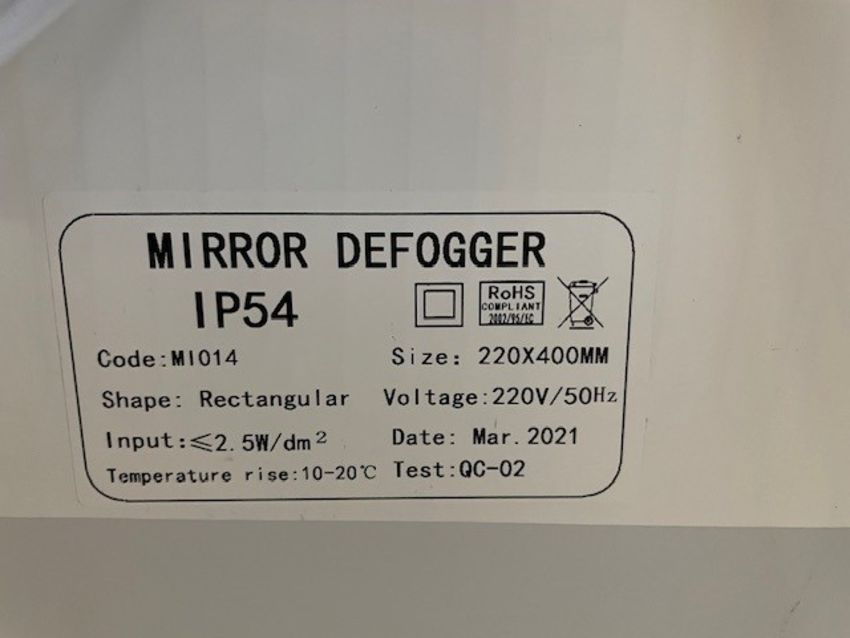 MIRROR DEFOGGER
IP54
RoHS
COMPLIANT
2002/95/EC
Code:MI014 Size: 220X400MM
Shape: Rectangular Voltage:220V/50Hz
Input:≤2.5W/dm² Date: Mar.2021
Temperature rise:10-20℃ Test:QC-02